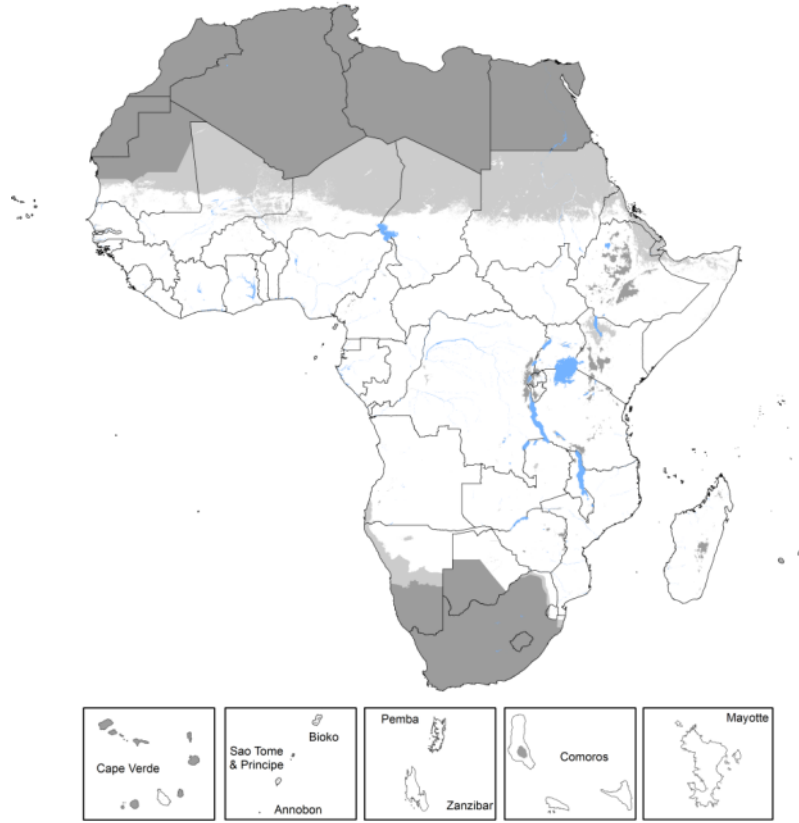 Cape Verde
Bioko
Sao Tome
& Principe
Annobon
Pemba
Zanzibar
Comoros
Mayotte